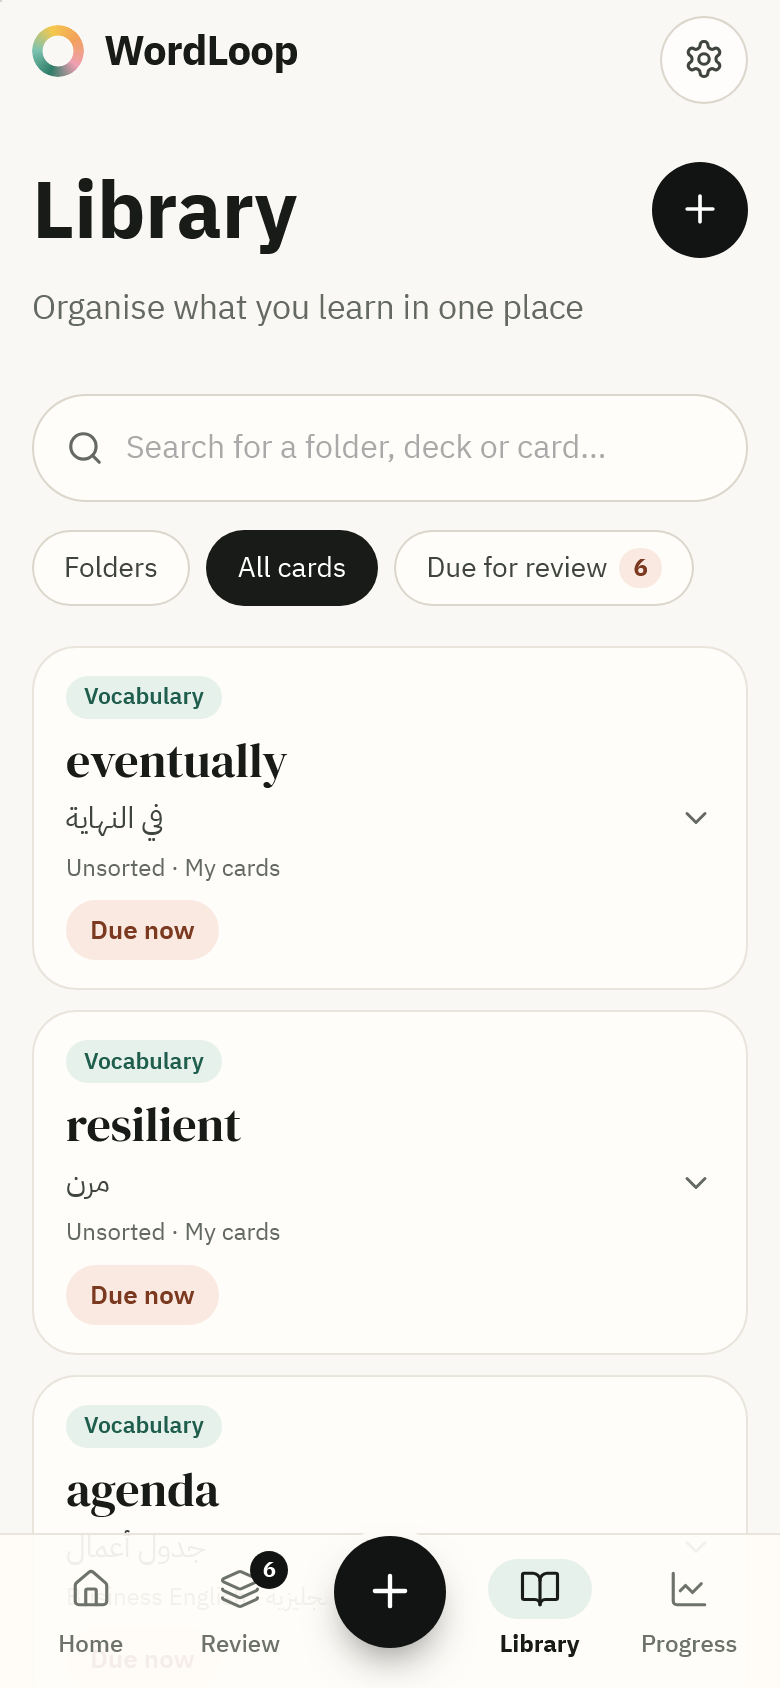 WordLoop
Library
Organise what you learn in one place
Search for a folder, deck or card...
Folders
All cards
Due for review 6
Vocabulary
eventually
في النهاية
Unsorted · My cards
Due now
Vocabulary
resilient
مرن
Unsorted · My cards
Due now
Vocabulary
agenda
جدول أعمال
Due now
6
Home
Review
Library
Progress